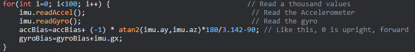 for(int i=0; i<100; i++) { // Read a thousand values
imu.readAccel(); // Read the Accelerometer
imu.readGyro(); // Read the gyro
accBias=accBias+ (-1) * atan2(imu.ay,imu.az)*180/3.142-90; // Like this, 0 is upright, forward
gyroBias=gyroBias+imu.gx;
}